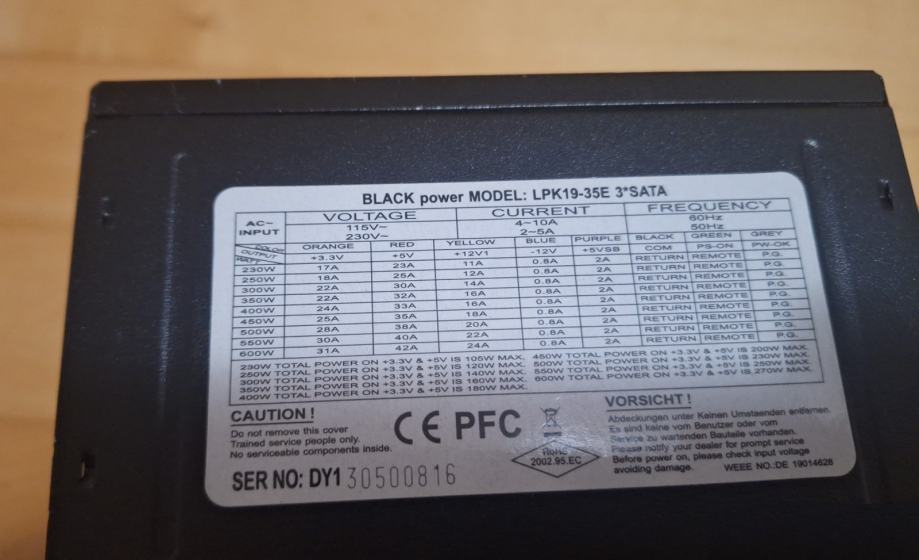 BLACK power MODEL: LPK19-35E 3*SATA
AC~ INPUT VOLTAGE CURRENT FREQUENCY
115V~ 4~10A 60Hz
230V~ 2~5A 50Hz
COLOR ORANGE RED YELLOW BLUE PURPLE BLACK GREEN GREY
OUTPUT WATT +3.3V +5V +12V1 -12V +5VSB COM PS-ON PW-OK
230W 17A 23A 11A 0.8A 2A RETURN REMOTE P.G.
250W 18A 25A 12A 0.8A 2A RETURN REMOTE P.G.
300W 22A 30A 14A 0.8A 2A RETURN REMOTE P.G.
350W 22A 32A 16A 0.8A 2A RETURN REMOTE P.G.
400W 24A 33A 16A 0.8A 2A RETURN REMOTE P.G.
450W 25A 35A 18A 0.8A 2A RETURN REMOTE P.G.
500W 28A 38A 20A 0.8A 2A RETURN REMOTE P.G.
550W 30A 40A 22A 0.8A 2A RETURN REMOTE P.G.
600W 31A 42A 24A 0.8A 2A RETURN REMOTE P.G.
230W TOTAL POWER ON +3.3V & +5V IS 105W MAX. 450W TOTAL POWER ON +3.3V & +5V IS 200W MAX.
250W TOTAL POWER ON +3.3V & +5V IS 120W MAX. 500W TOTAL POWER ON +3.3V & +5V IS 230W MAX.
300W TOTAL POWER ON +3.3V & +5V IS 140W MAX. 550W TOTAL POWER ON +3.3V & +5V IS 250W MAX.
350W TOTAL POWER ON +3.3V & +5V IS 160W MAX. 600W TOTAL POWER ON +3.3V & +5V IS 270W MAX.
400W TOTAL POWER ON +3.3V & +5V IS 180W MAX.
CAUTION !
Do not remove this cover
Trained service people only.
No serviceable components inside.
CE PFC
RoHS
2002.95.EC
VORSICHT !
Abdeckungen unter Keinen Umstaenden entfernen.
Es sind keine vom Benutzer oder vom
Service zu wartenden Bauteile vorhanden.
Please notify your dealer for prompt service
Before power on, please check input voltage
avoiding damage. WEEE NO.:DE 19014628
SER NO: DY1 30500816